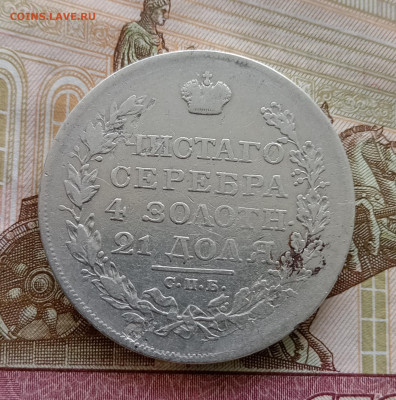 COINS.LAVE.RU
ЧИСТАГО
СЕРЕБРА
4 ЗОЛОТН.
21 ДОЛЯ
С.П.Б.